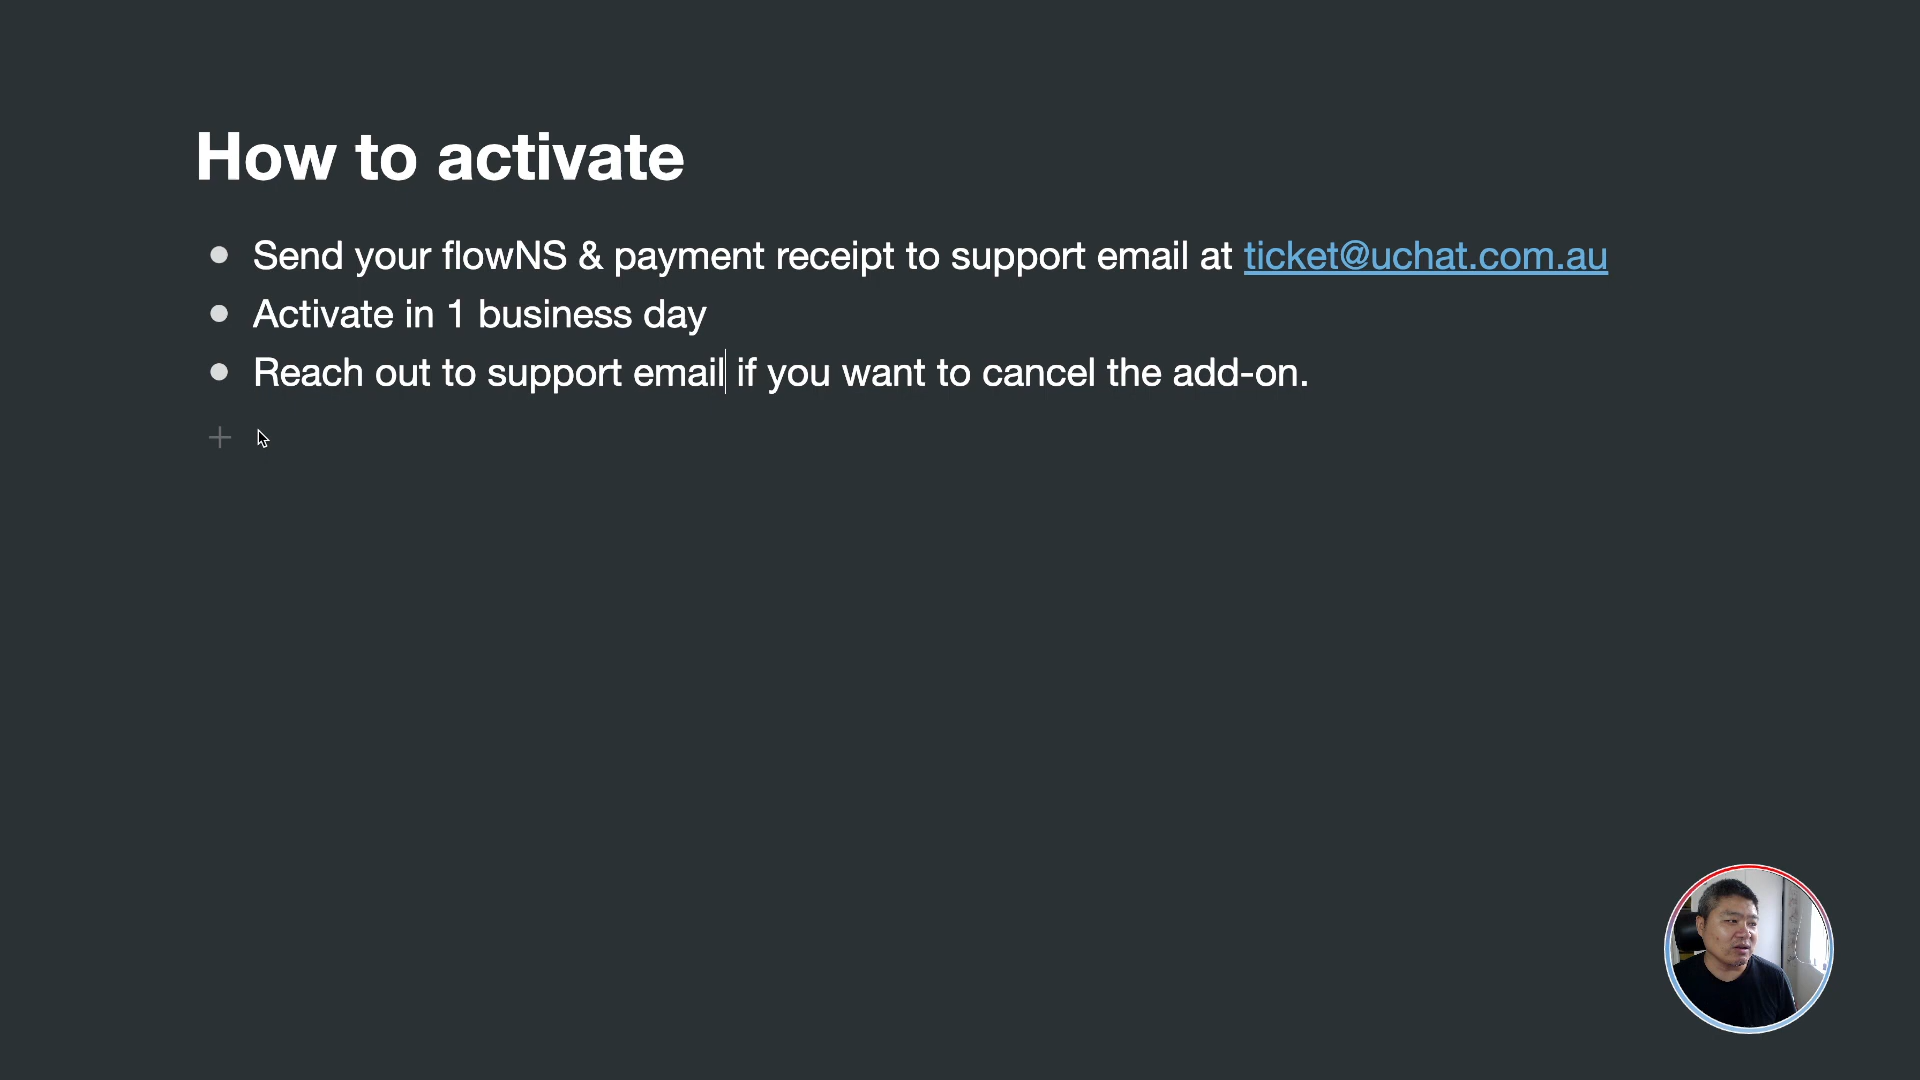 How to activate
Send your flowNS & payment receipt to support email at ticket@uchat.com.au
Activate in 1 business day
Reach out to support email if you want to cancel the add-on.